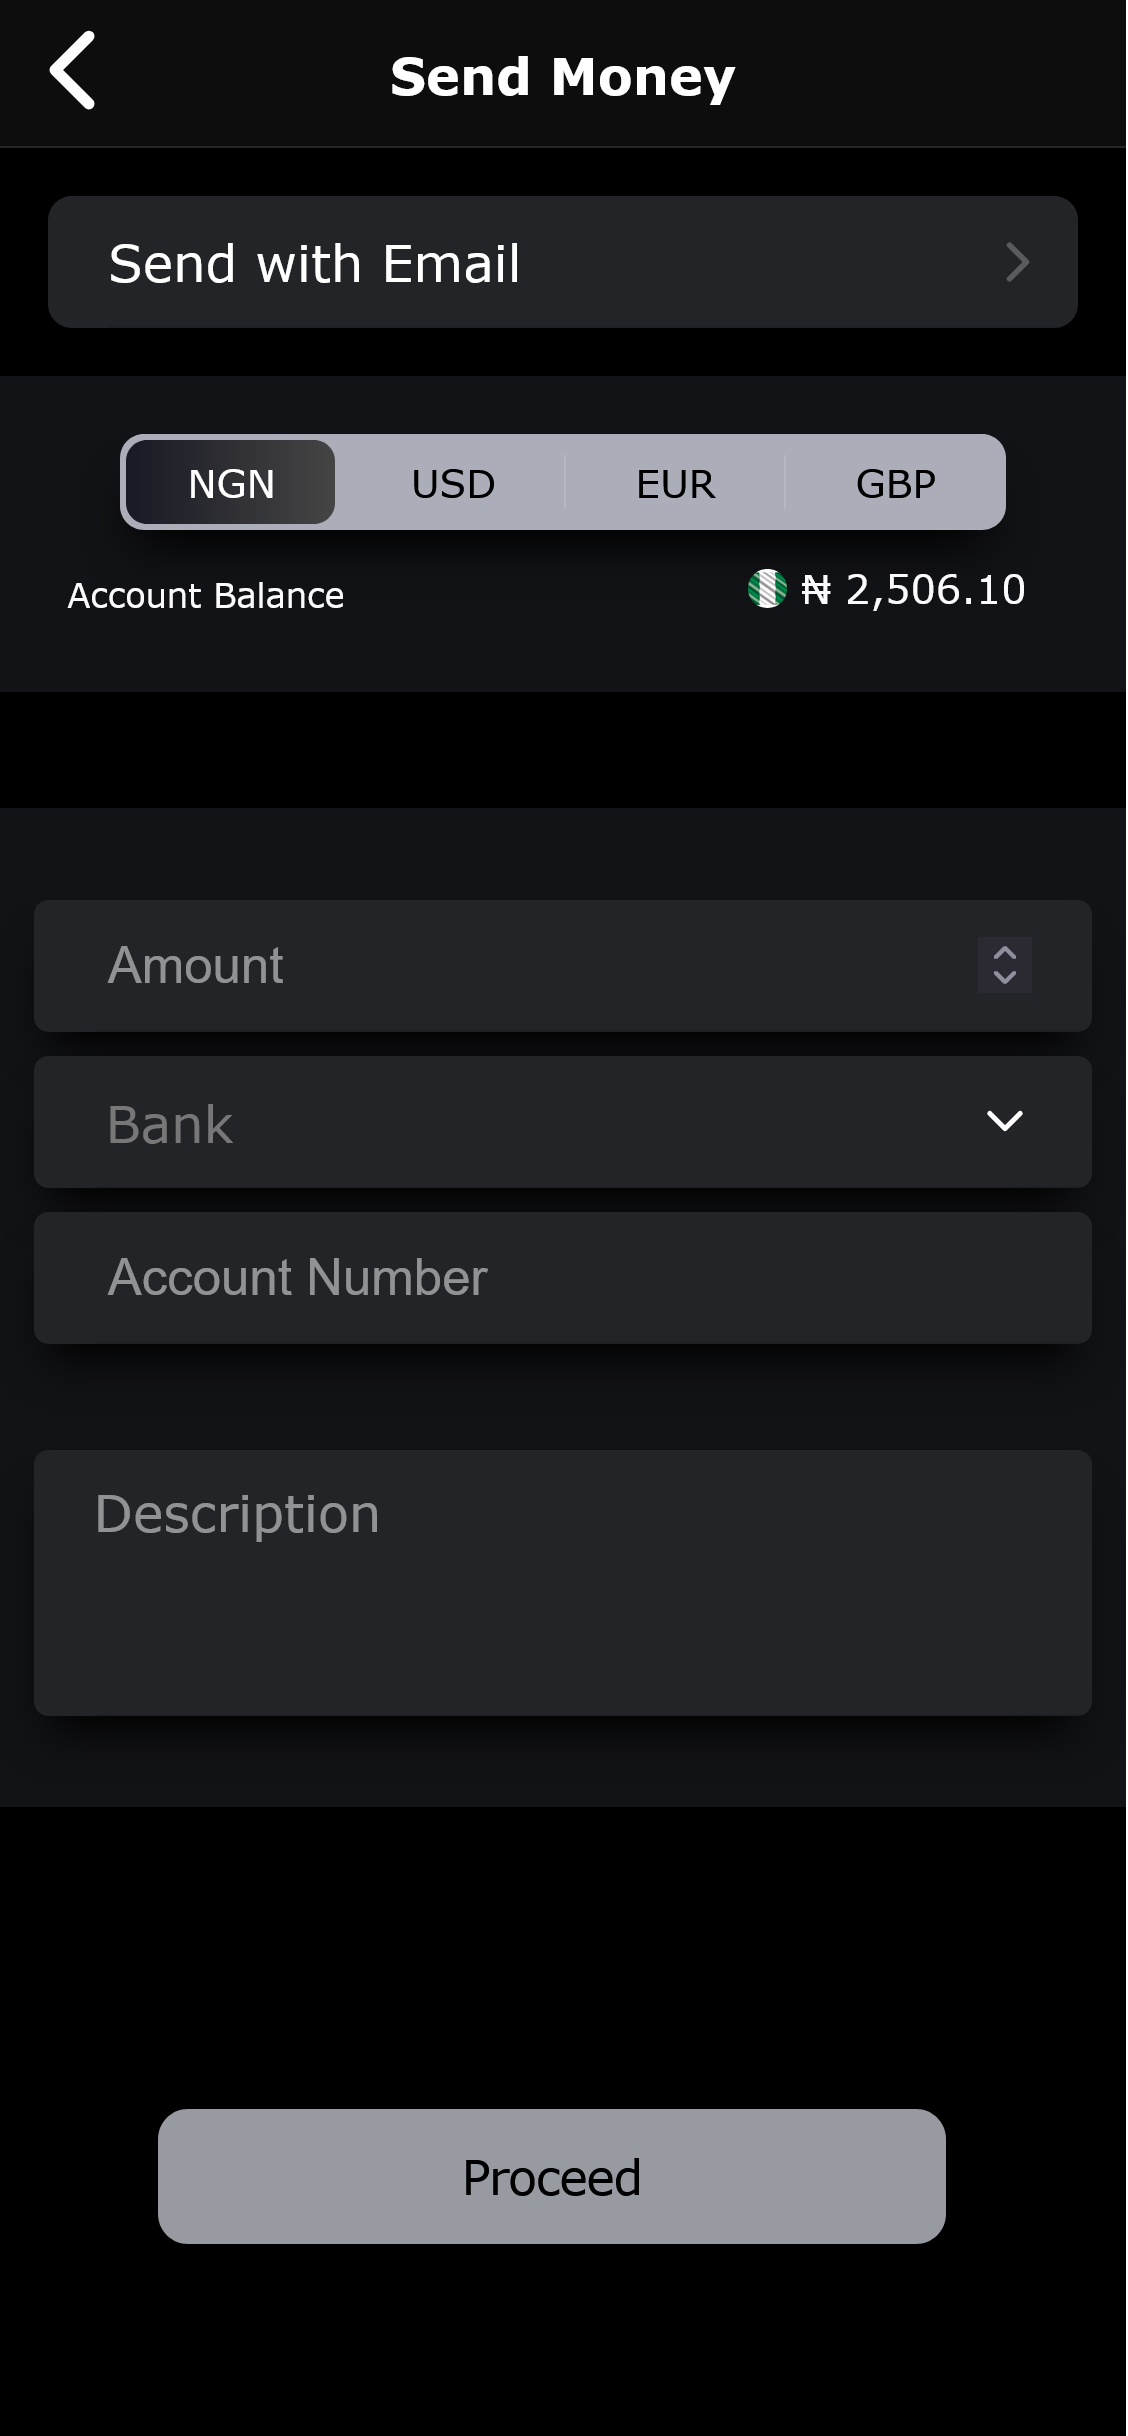 Send Money
Send with Email
NGN USD EUR GBP
Account Balance ₦ 2,506.10
Amount
Bank
Account Number
Description
Proceed